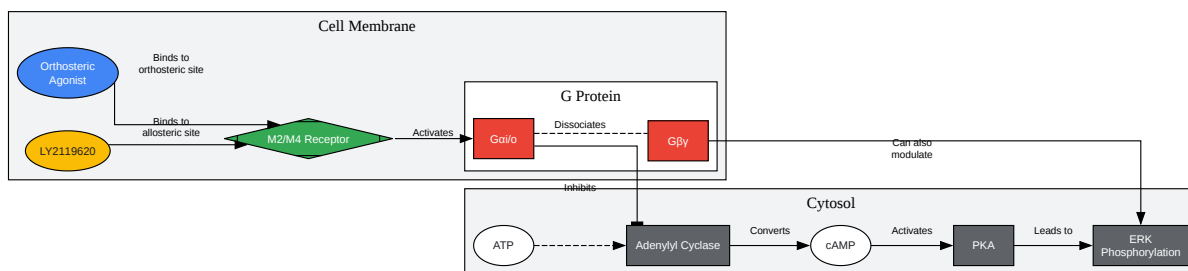 Cell Membrane
Orthosteric
Agonist
Binds to
orthosteric site
Binds to
allosteric site
LY2119620
M2/M4 Receptor
Activates
G Protein
Gαi/o
Dissociates
Gβγ
Can also
modulate
Inhibits
Cytosol
ATP
Adenylyl Cyclase
Converts
cAMP
Activates
PKA
Leads to
ERK
Phosphorylation